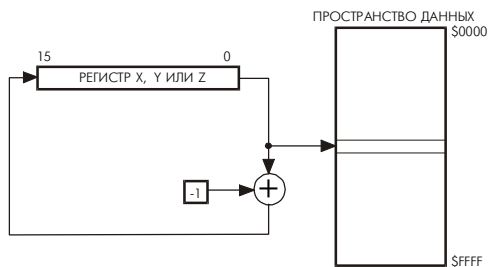 ПРОСТРАНСТВО ДАННЫХ
$0000
15 0
РЕГИСТР X, Y ИЛИ Z
-1
+
$FFFF